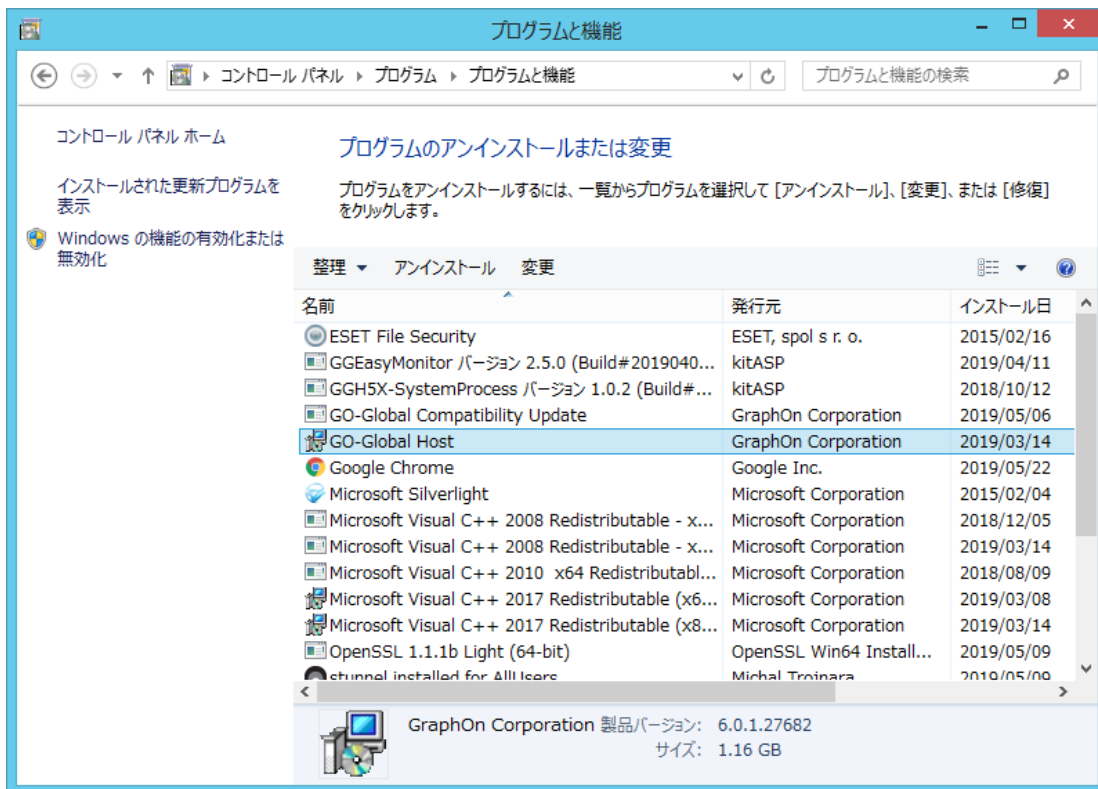 プログラムと機能
コントロール パネル プログラム プログラムと機能 プログラムと機能の検索
コントロール パネル ホーム
インストールされた更新プログラムを
表示
Windows の機能の有効化または
無効化
プログラムのアンインストールまたは変更
プログラムをアンインストールするには、一覧からプログラムを選択して [アンインストール]、[変更]、または [修復]
をクリックします。
整理 アンインストール 変更
名前 発行元 インストール日
ESET File Security ESET, spol s r. o. 2015/02/16
GGEasyMonitor バージョン 2.5.0 (Build#2019040... kitASP 2019/04/11
GGH5X-SystemProcess バージョン 1.0.2 (Build#... kitASP 2018/10/12
GO-Global Compatibility Update GraphOn Corporation 2019/05/06
GO-Global Host GraphOn Corporation 2019/03/14
Google Chrome Google Inc. 2019/05/22
Microsoft Silverlight Microsoft Corporation 2015/02/04
Microsoft Visual C++ 2008 Redistributable - x... Microsoft Corporation 2018/12/05
Microsoft Visual C++ 2008 Redistributable - x... Microsoft Corporation 2019/03/14
Microsoft Visual C++ 2010 x64 Redistributabl... Microsoft Corporation 2018/08/09
Microsoft Visual C++ 2017 Redistributable (x6... Microsoft Corporation 2019/03/08
Microsoft Visual C++ 2017 Redistributable (x8... Microsoft Corporation 2019/03/14
OpenSSL 1.1.1b Light (64-bit) OpenSSL Win64 Install... 2019/05/09
stunnel installed for AllUsers Michal Trojnara 2019/05/09
GraphOn Corporation 製品バージョン: 6.0.1.27682
サイズ: 1.16 GB